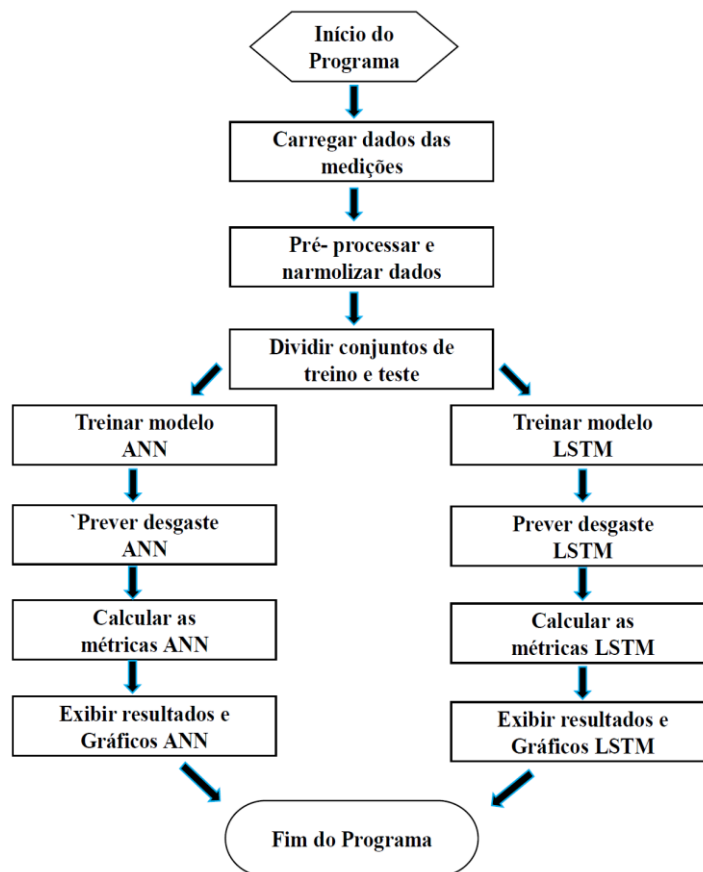 Início do
Programa
Carregar dados das
medições
Pré- processar e
narmolizar dados
Dividir conjuntos de
treino e teste
Treinar modelo
ANN
`Prever desgaste
ANN
Calcular as
métricas ANN
Exibir resultados e
Gráficos ANN
Treinar modelo
LSTM
Prever desgaste
LSTM
Calcular as
métricas LSTM
Exibir resultados e
Gráficos LSTM
Fim do Programa